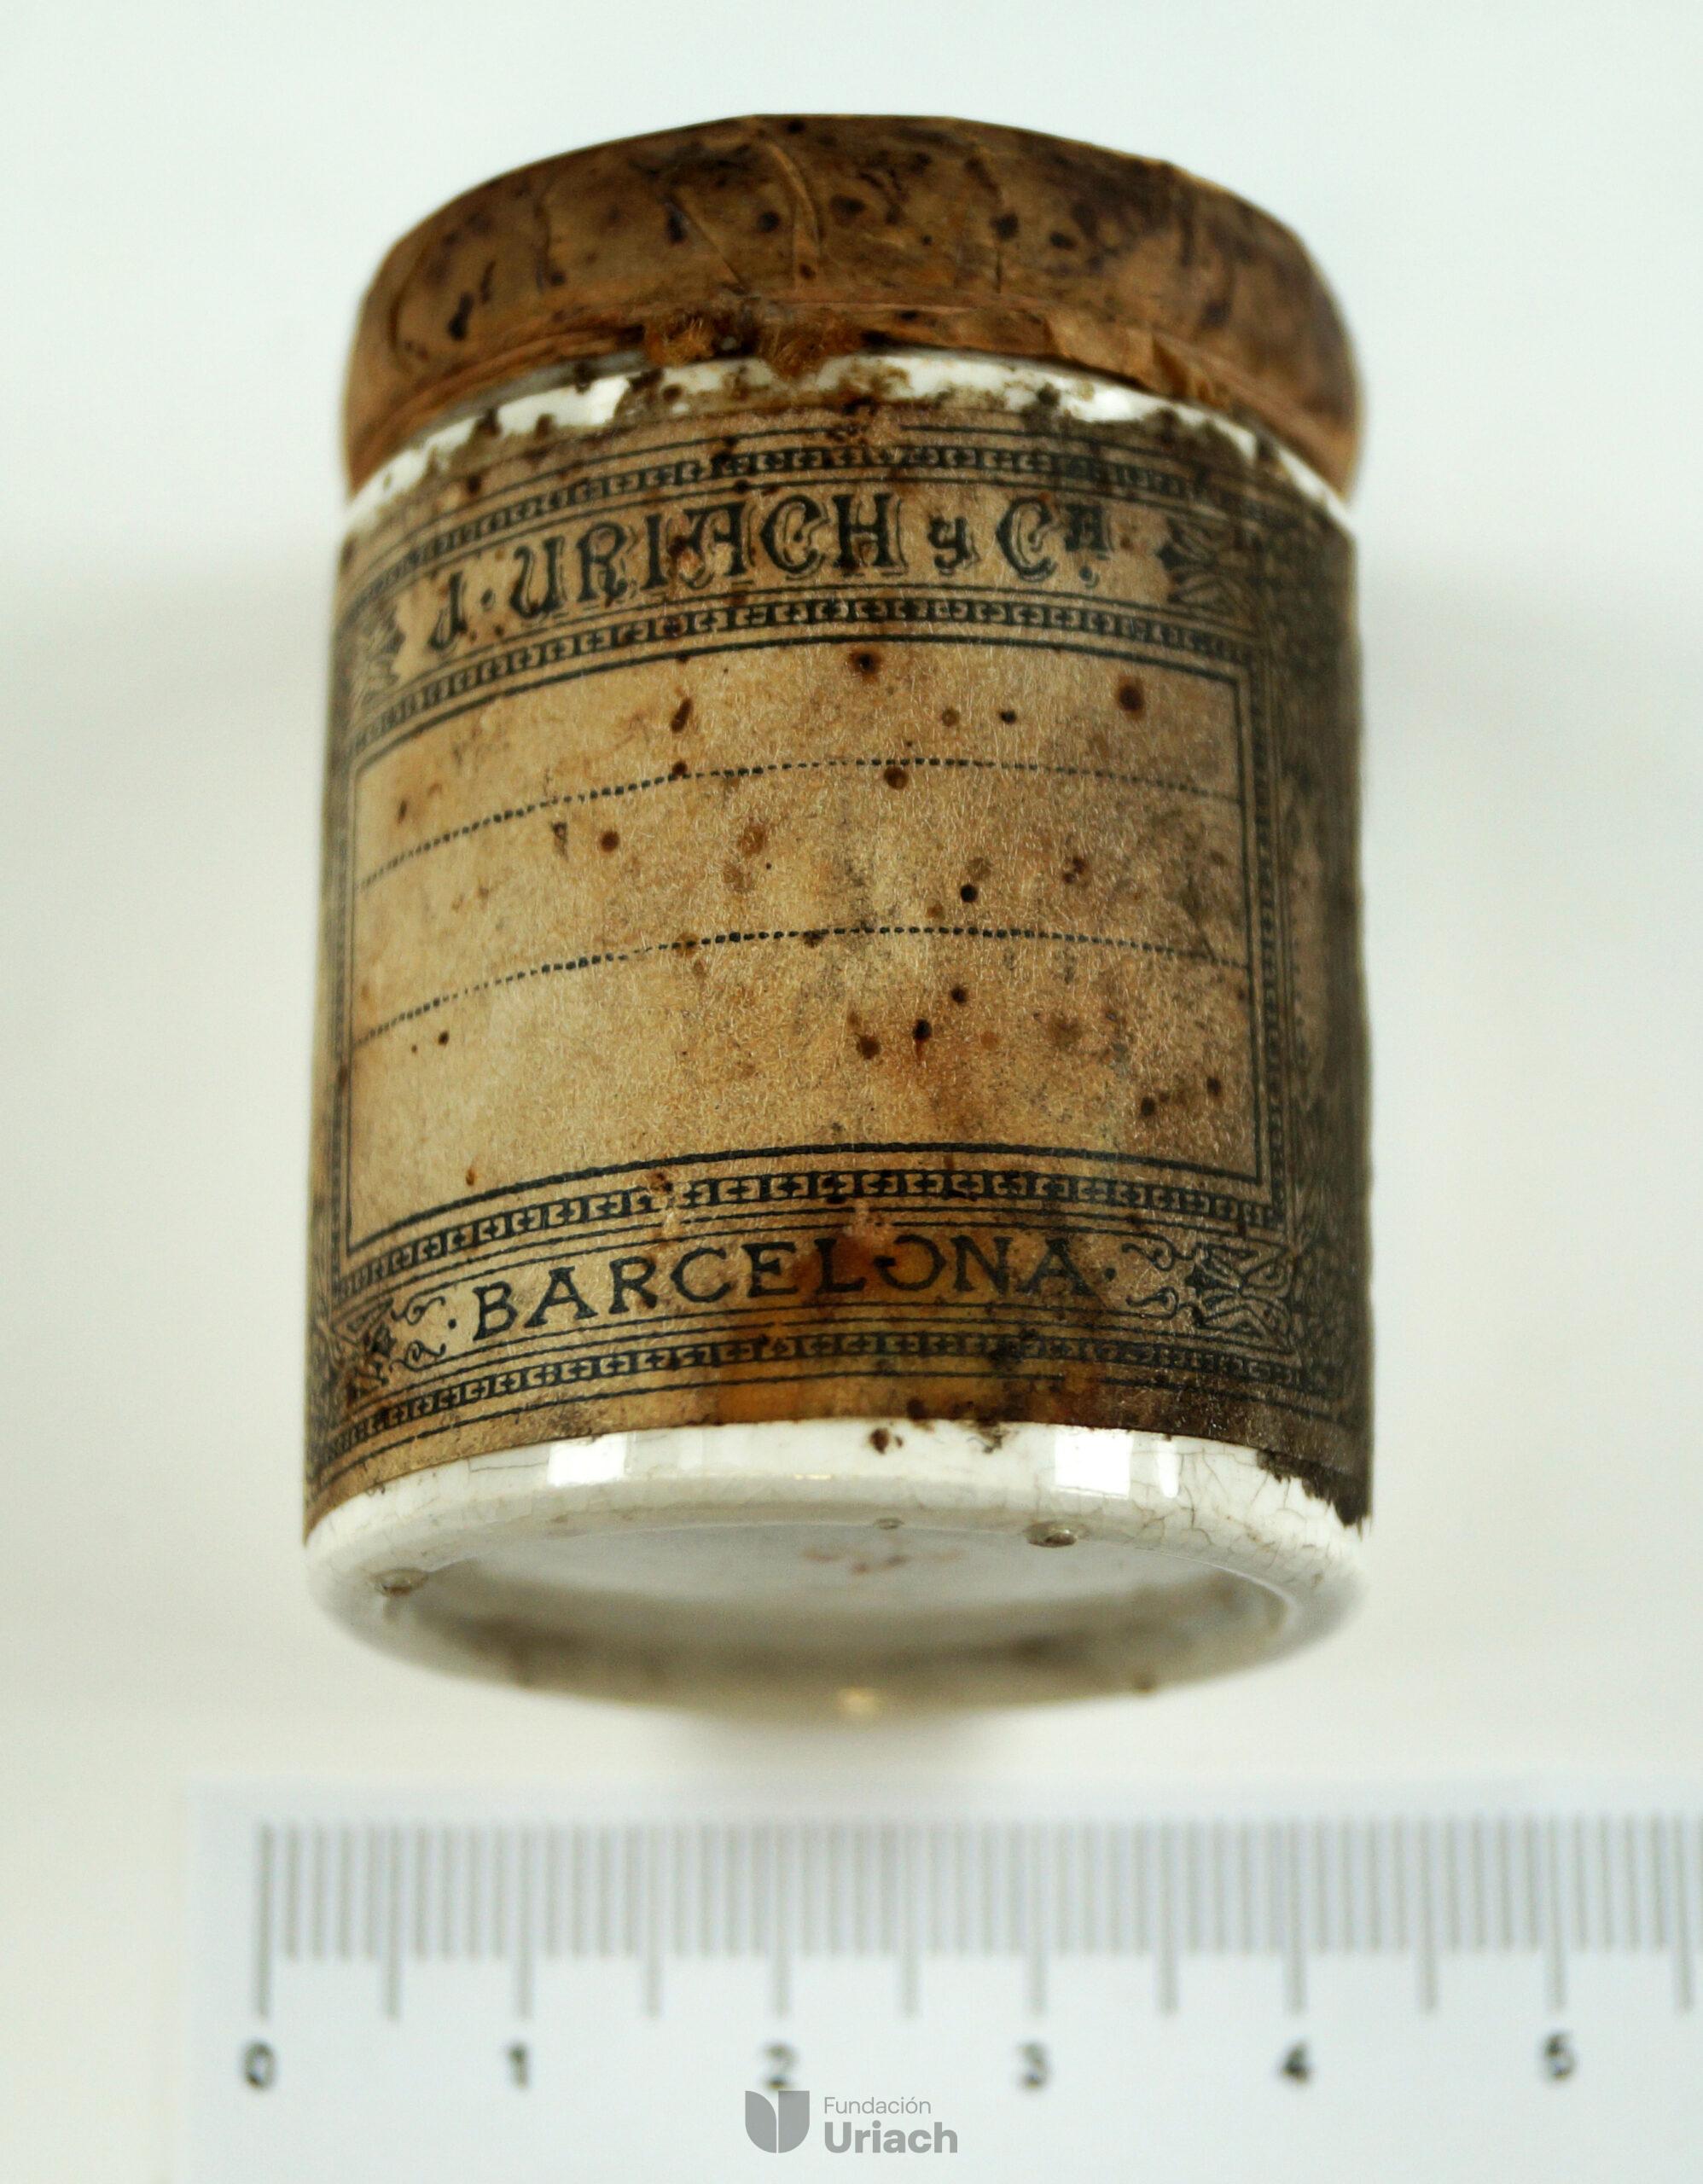 J. URIACH y Cª.
·BARCELONA·
0 1 2 3 4 5
Fundación
Uriach